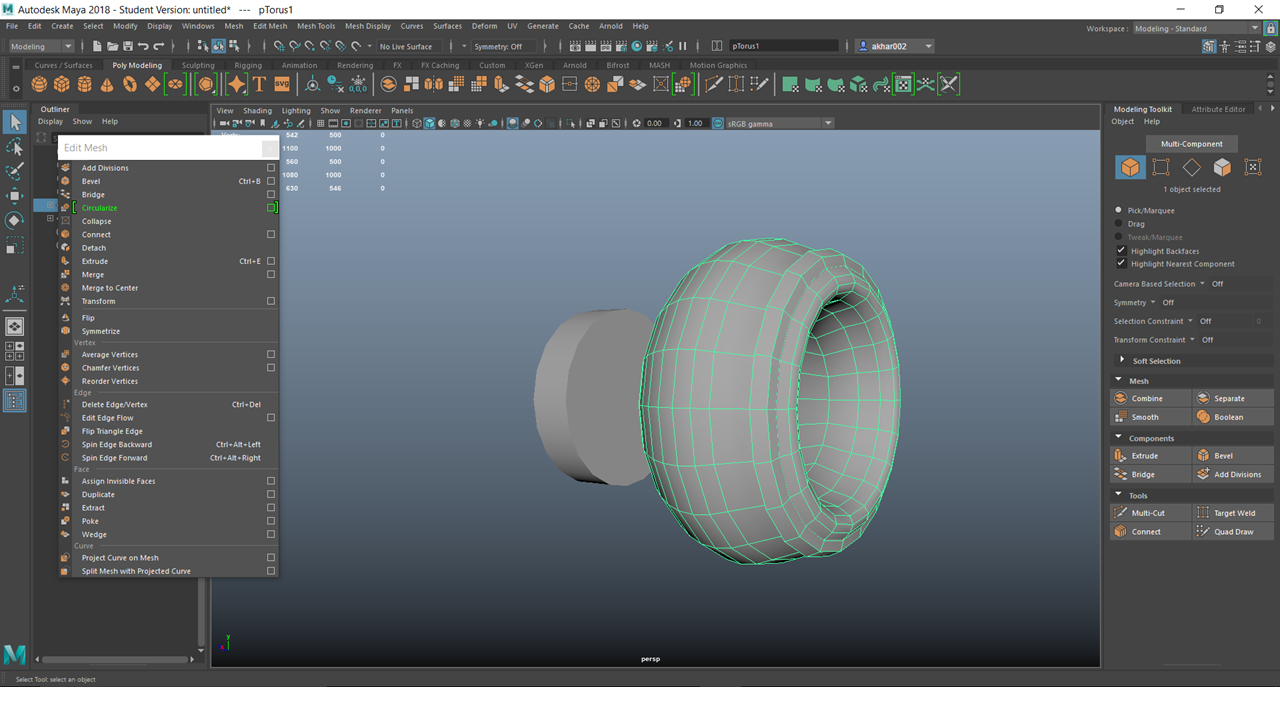 Autodesk Maya 2018 - Student Version: untitled* --- pTorus1
File Edit Create Select Modify Display Windows Mesh Edit Mesh Mesh Tools Mesh Display Curves Surfaces Deform UV Generate Cache Arnold Help
Workspace : Modeling - Standard
Modeling No Live Surface Symmetry: Off pTorus1 akhar002
Curves / Surfaces Poly Modeling Sculpting Rigging Animation Rendering FX FX Caching Custom XGen Arnold Bifrost MASH Motion Graphics
SVG
0,0,0
Outliner
Display Show Help
View Shading Lighting Show Renderer Panels
0.00 1.00 sRGB gamma
542 500 0
1100 1000 0
560 500 0
1080 1000 0
630 546 0
Edit Mesh
Add Divisions
Bevel Ctrl+B
Bridge
Circularize
Collapse
Connect
Detach
Extrude Ctrl+E
Merge
Merge to Center
Transform
Flip
Symmetrize
Vertex
Average Vertices
Chamfer Vertices
Reorder Vertices
Edge
Delete Edge/Vertex Ctrl+Del
Edit Edge Flow
Flip Triangle Edge
Spin Edge Backward Ctrl+Alt+Left
Spin Edge Forward Ctrl+Alt+Right
Face
Assign Invisible Faces
Duplicate
Extract
Poke
Wedge
Curve
Project Curve on Mesh
Split Mesh with Projected Curve
y
x
persp
Modeling Toolkit Attribute Editor
Object Help
Multi-Component
1 object selected
Pick/Marquee
Drag
Tweak/Marquee
Highlight Backfaces
Highlight Nearest Component
Camera Based Selection Off
Symmetry Off
Selection Constraint Off 0
Transform Constraint Off
Soft Selection
Mesh
Combine Separate
Smooth Boolean
Components
Extrude Bevel
Bridge Add Divisions
Tools
Multi-Cut Target Weld
Connect Quad Draw
Select Tool: select an object